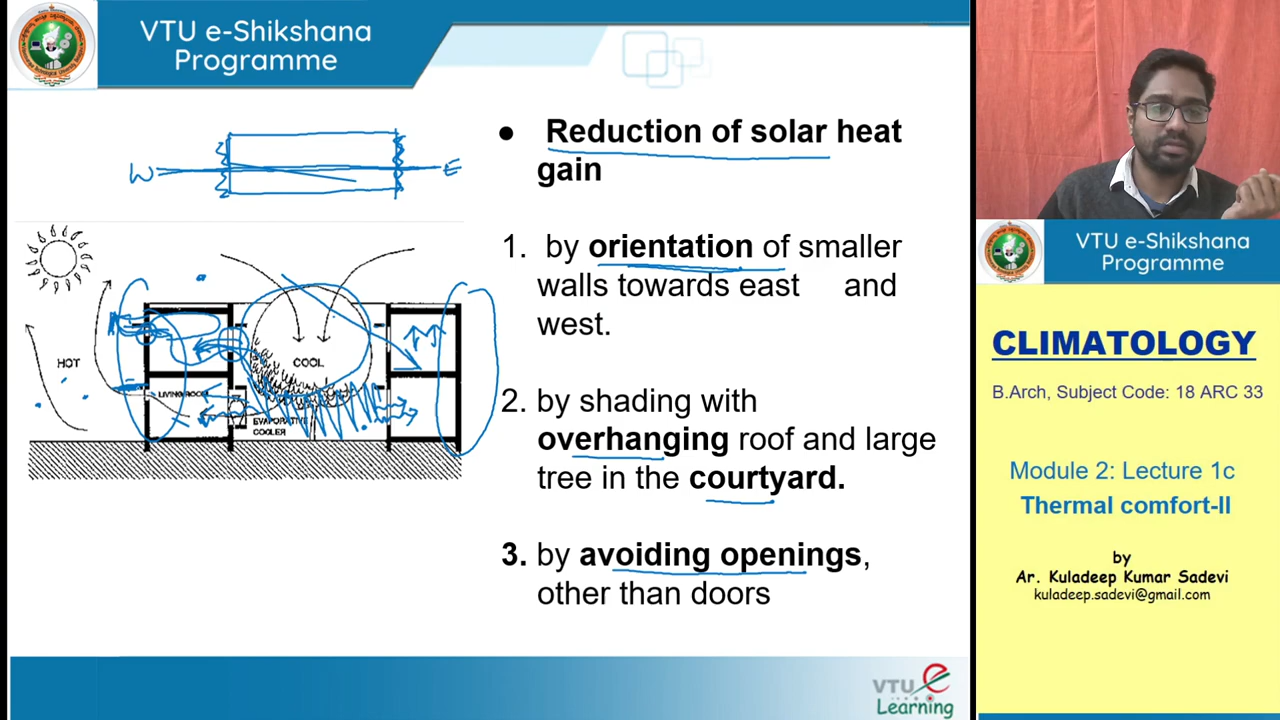 VTU e-Shikshana
Programme
W
E
HOT
COOL
LIVING ROOM
EVAPORATIVE
COOLER
● Reduction of solar heat
gain
1. by orientation of smaller
walls towards east and
west.
2. by shading with
overhanging roof and large
tree in the courtyard.
3. by avoiding openings,
other than doors
VTU e-Shikshana
Programme
CLIMATOLOGY
B.Arch, Subject Code: 18 ARC 33
Module 2: Lecture 1c
Thermal comfort-II
by
Ar. Kuladeep Kumar Sadevi
kuladeep.sadevi@gmail.com
VTU e
Learning